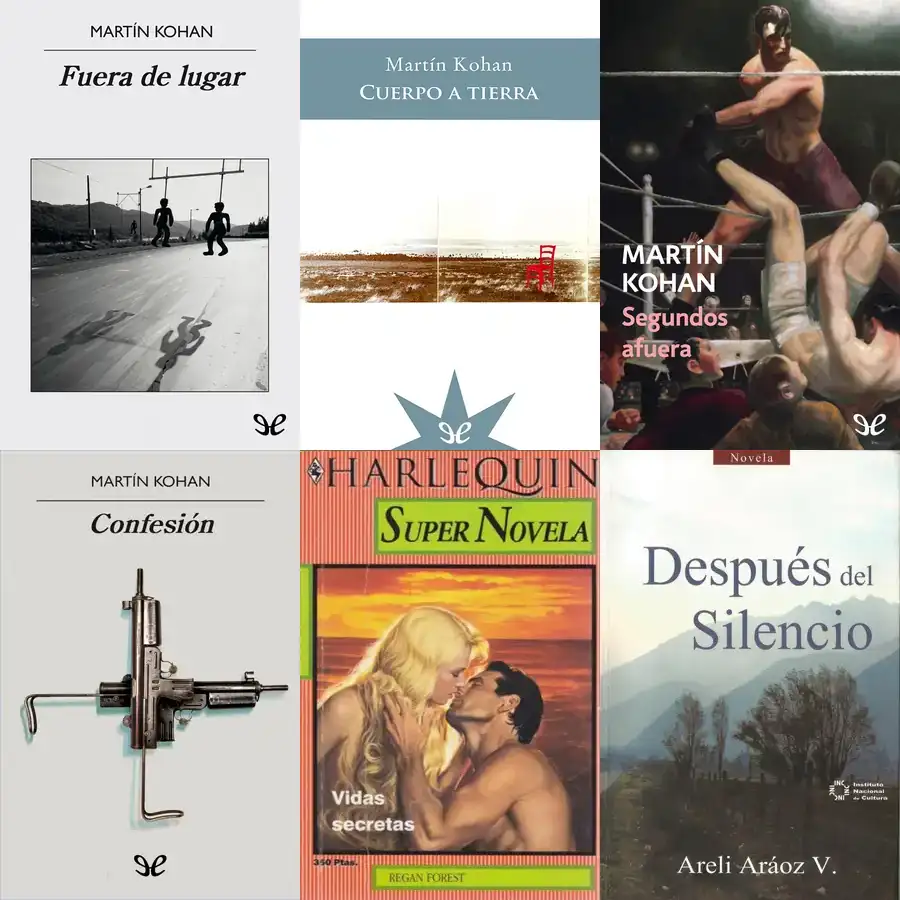 MARTÍN KOHAN
Fuera de lugar
Martín Kohan
CUERPO A TIERRA
MARTÍN
KOHAN
Segundos
afuera
MARTÍN KOHAN
Confesión
HARLEQUIN
SUPER NOVELA
Vidas
secretas
350 Ptas.
REGAN FOREST
Novela
Después del
Silencio
INC
Instituto
Nacional
de Cultura
Areli Aráoz V.